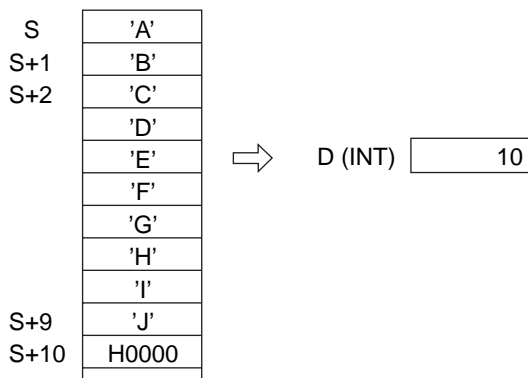 S 'A'
S+1 'B'
S+2 'C'
'D'
'E' D (INT) 10
'F'
'G'
'H'
'I'
S+9 'J'
S+10 H0000